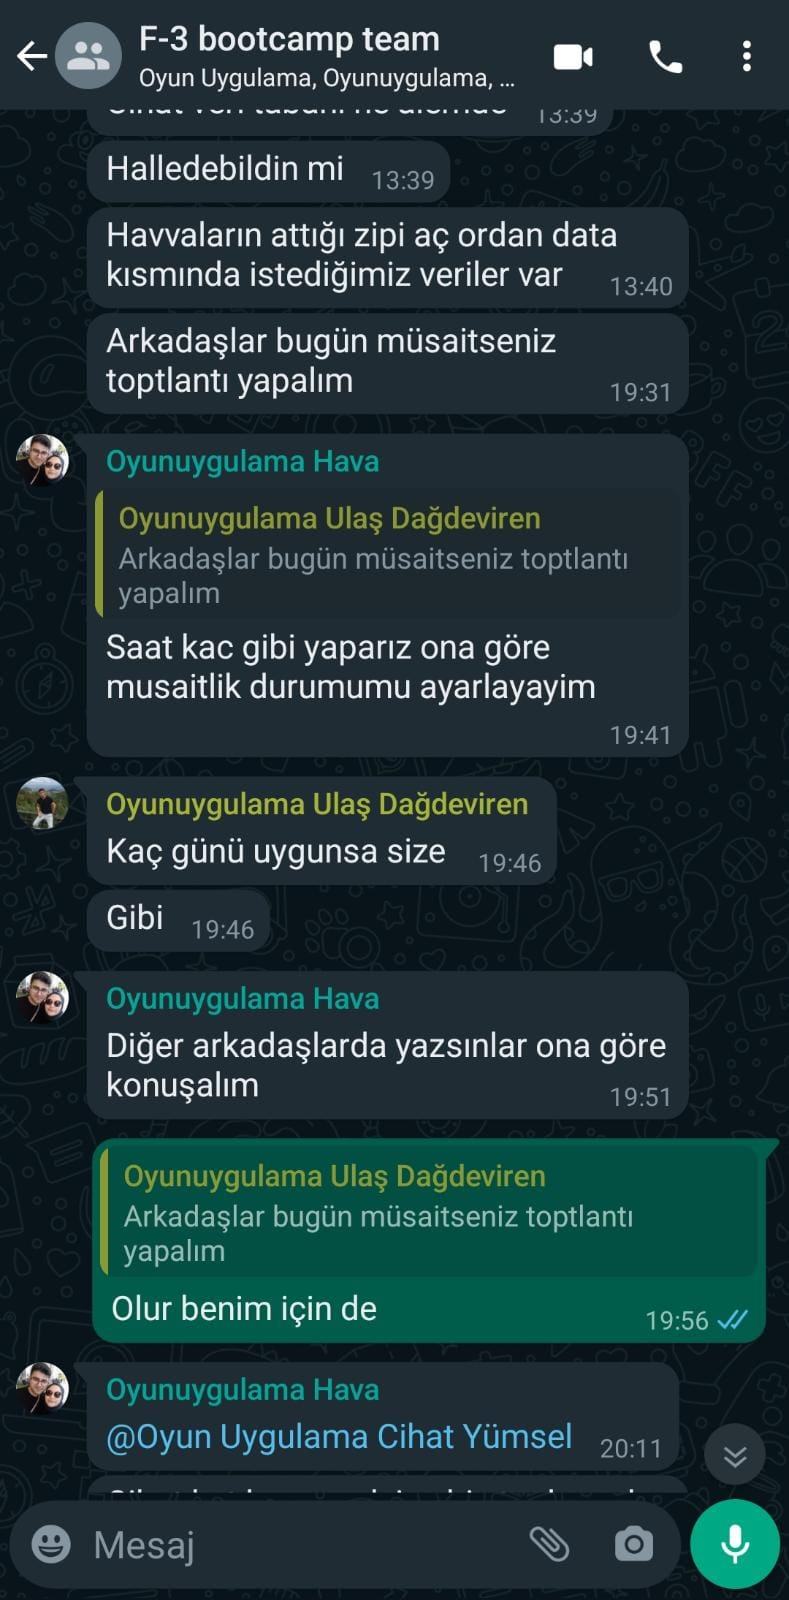 F-3 bootcamp team
Oyun Uygulama, Oyunuygulama, ...
13:39
Halledebildin mi 13:39
Havvaların attığı zipi aç ordan data
kısmında istediğimiz veriler var 13:40
Arkadaşlar bugün müsaitseniz
toptlantı yapalım 19:31
Oyunuygulama Hava
Oyunuygulama Ulaş Dağdeviren
Arkadaşlar bugün müsaitseniz toptlantı
yapalım
Saat kac gibi yaparız ona göre
musaitlik durumumu ayarlayayim
19:41
Oyunuygulama Ulaş Dağdeviren
Kaç günü uygunsa size 19:46
Gibi 19:46
Oyunuygulama Hava
Diğer arkadaşlarda yazsınlar ona göre
konuşalım 19:51
Oyunuygulama Ulaş Dağdeviren
Arkadaşlar bugün müsaitseniz toptlantı
yapalım
Olur benim için de 19:56
Oyunuygulama Hava
@Oyun Uygulama Cihat Yümsel 20:11
Mesaj